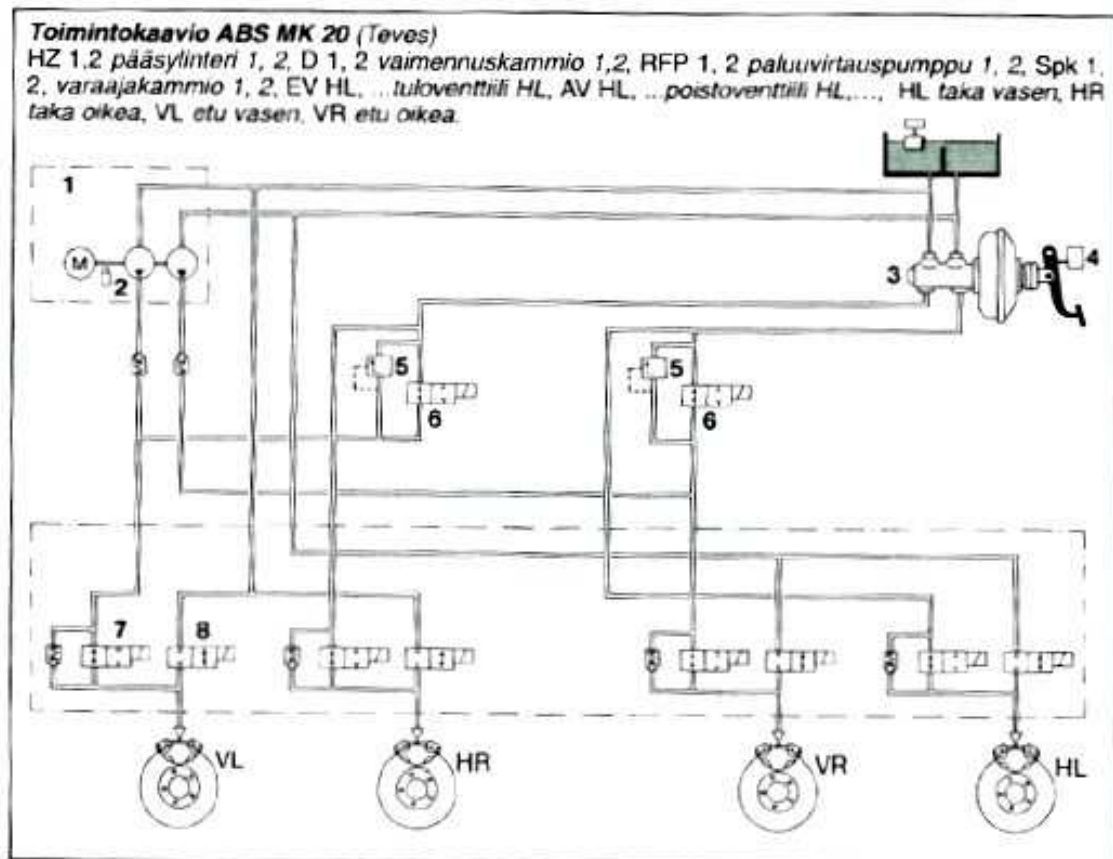 Toimintokaavio ABS MK 20 (Teves)
HZ 1,2 pääsylinteri 1, 2, D 1, 2 vaimennuskammio 1,2, RFP 1, 2 paluuvirtauspumppu 1, 2, Spk 1,
2, varaajakammio 1, 2, EV HL, ...tuloventtiili HL, AV HL, ...poistoventtiili HL,..., HL taka vasen, HR
taka oikea, VL etu vasen, VR etu oikea.
1
M
2
3
4
5
5
6
6
7
8
VL
HR
VR
HL